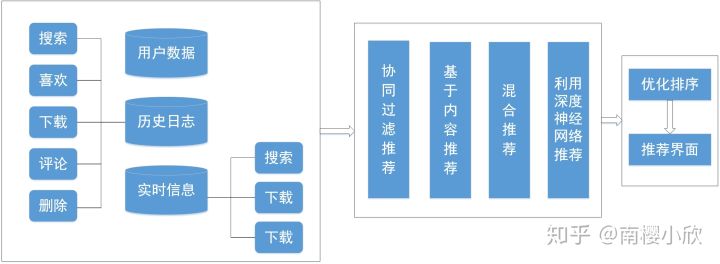 搜索
喜欢
下载
评论
删除
用户数据
历史日志
实时信息
搜索
下载
下载
协
同
过
滤
推
荐
基
于
内
容
推
荐
混
合
推
荐
利用
深度
神经
网络
推荐
优化排序
推荐界面
知乎 @南樱小欣